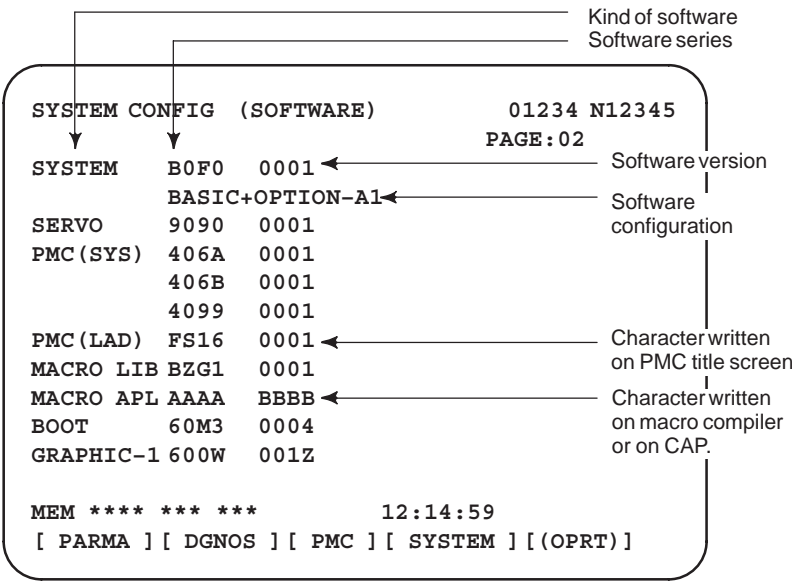 Kind of software
Software series
SYSTEM CONFIG (SOFTWARE) 01234 N12345
PAGE:02
SYSTEM B0F0 0001
Software version
BASIC+OPTION-A1
Software
configuration
SERVO 9090 0001
PMC(SYS) 406A 0001
406B 0001
4099 0001
PMC(LAD) FS16 0001
Character written
on PMC title screen
MACRO LIB BZG1 0001
MACRO APL AAAA BBBB
Character written
on macro compiler
or on CAP.
BOOT 60M3 0004
GRAPHIC-1 600W 001Z
MEM **** *** *** 12:14:59
[ PARMA ] [ DGNOS ] [ PMC ] [ SYSTEM ] [(OPRT)]